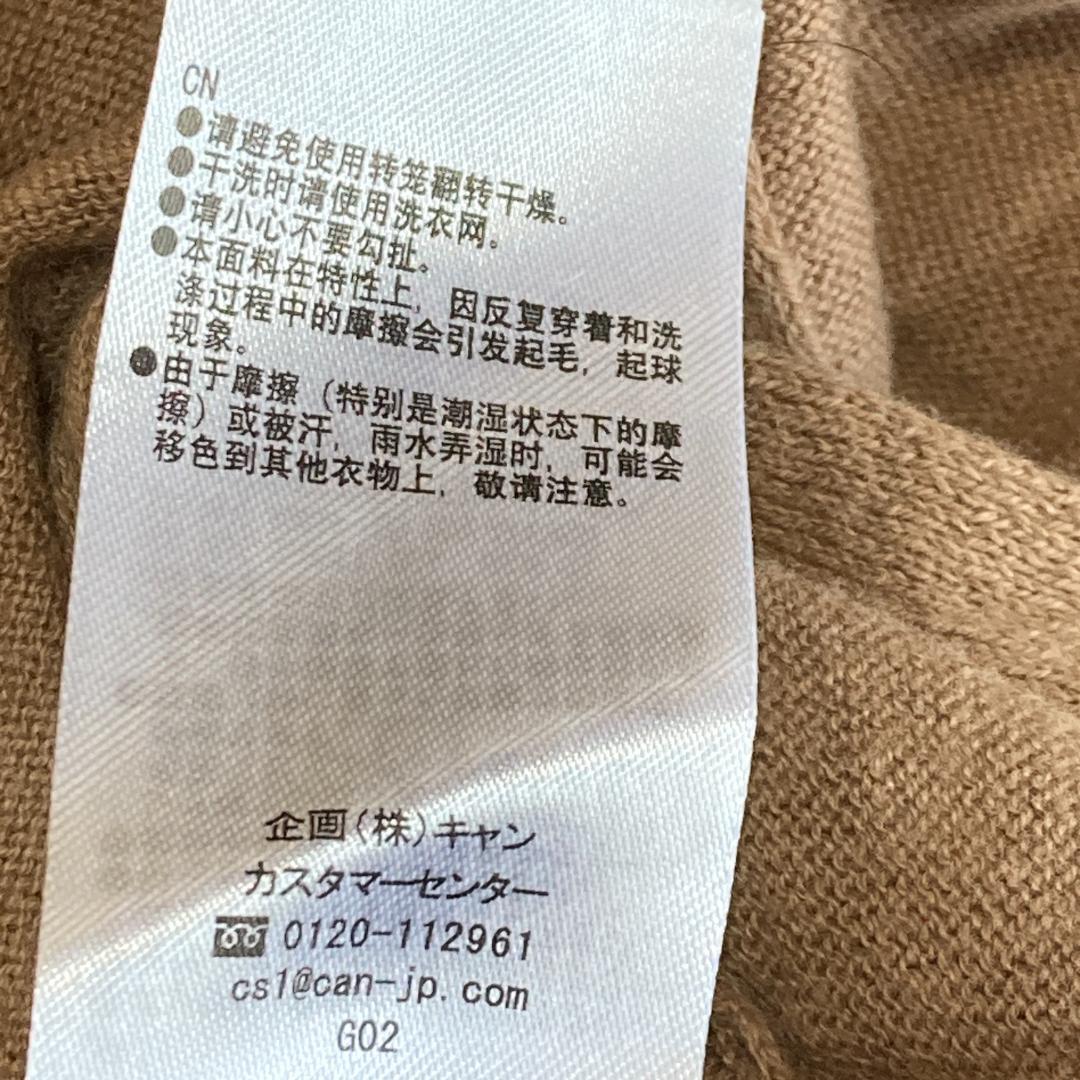 CN
●请避免使用转笼翻转干燥。
●干洗时请使用洗衣网。
●请小心不要勾扯。
●本面料在特性上，因反复穿着和洗
涤过程中的摩擦会引发起毛，起球
现象。
●由于摩擦（特别是潮湿状态下的摩
擦）或被汗，雨水弄湿时，可能会
移色到其他衣物上，敬请注意。
企画(株)キャン
カスタマーセンター
0120-112961
cs1@can-jp.com
G02